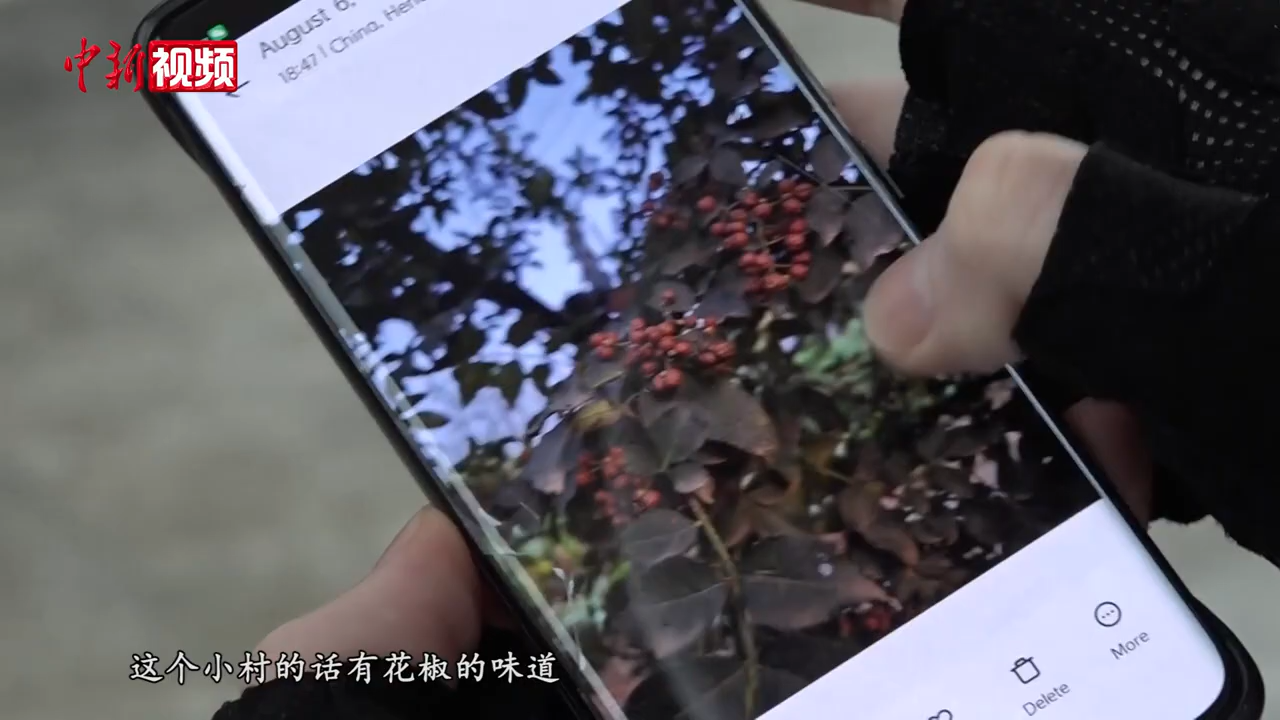 中新视频
August 6,
18:47 | China, Hen
More
Delete
这个小村的话有花椒的味道